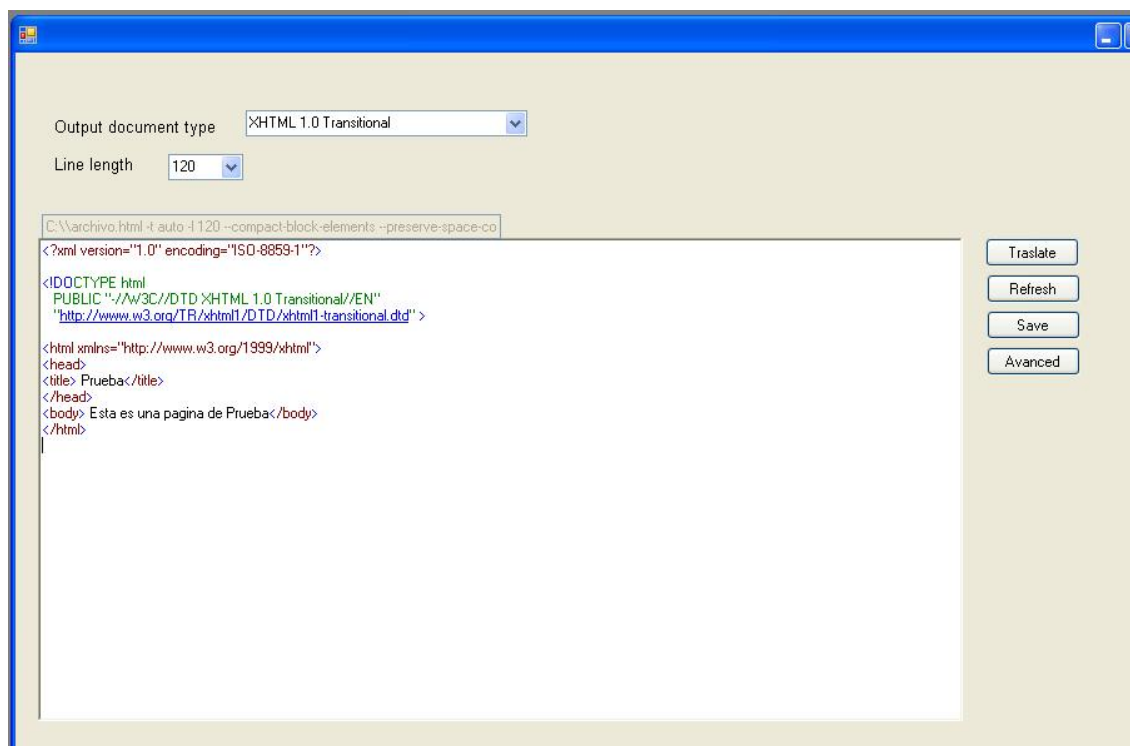 Output document type
XHTML 1.0 Transitional
Line length
120
C:\\archivo.html -t auto -l 120 --compact-block-elements --preserve-space-co
<?xml version="1.0" encoding="ISO-8859-1"?>
<!DOCTYPE html
PUBLIC "-//W3C//DTD XHTML 1.0 Transitional//EN"
"http://www.w3.org/TR/xhtml1/DTD/xhtml1-transitional.dtd" >
<html xmlns="http://www.w3.org/1999/xhtml">
<head>
<title> Prueba</title>
</head>
<body> Esta es una pagina de Prueba</body>
</html>
Traslate
Refresh
Save
Avanced